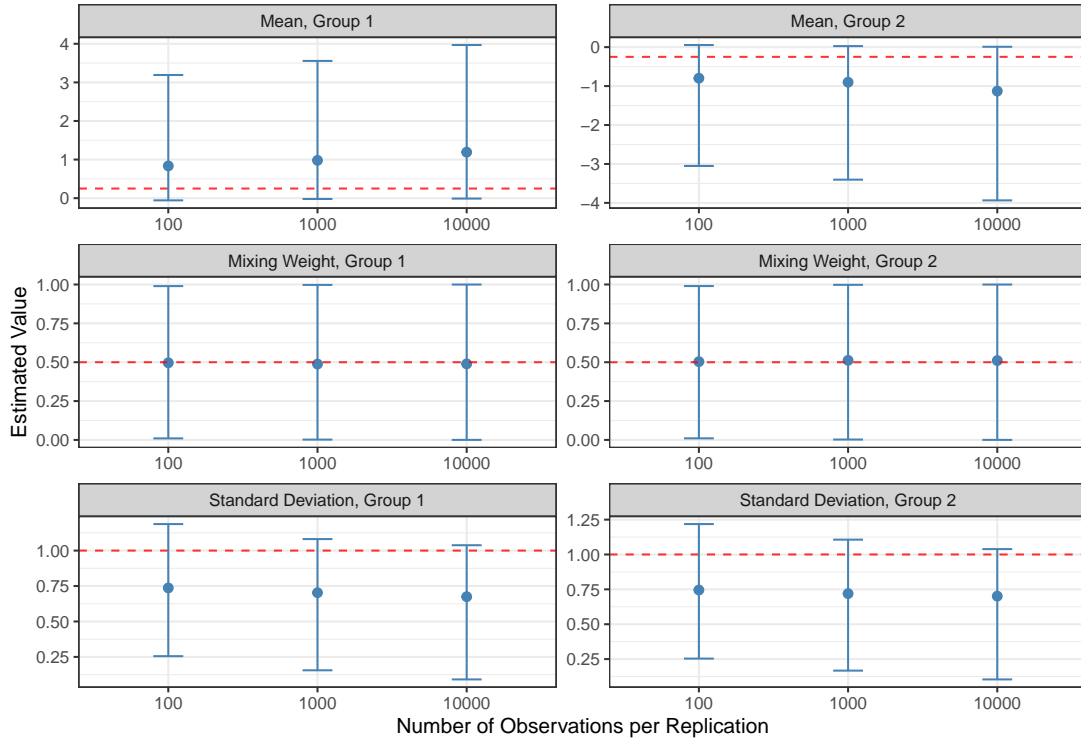 Mean, Group 1
4
3
2
1
0
100 1000 10000
Mean, Group 2
0
−1
−2
−3
−4
100 1000 10000
Mixing Weight, Group 1
1.00
0.75
0.50
0.25
0.00
100 1000 10000
Mixing Weight, Group 2
1.00
0.75
0.50
0.25
0.00
100 1000 10000
Standard Deviation, Group 1
1.00
0.75
0.50
0.25
100 1000 10000
Standard Deviation, Group 2
1.25
1.00
0.75
0.50
0.25
100 1000 10000
Estimated Value
Number of Observations per Replication